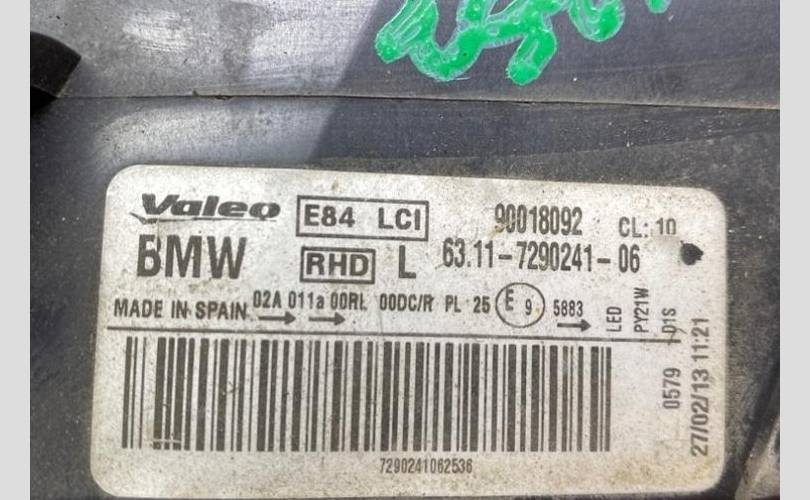 Valeo E84 LCI 90018092 CL: 10
BMW RHD L 63.11-7290241-06
MADE IN SPAIN 02A 011a 00RL 00DC/R PL 25 E 9 5883
LED
PY21W
D1S
7290241062536
0579
27/02/13 11:21